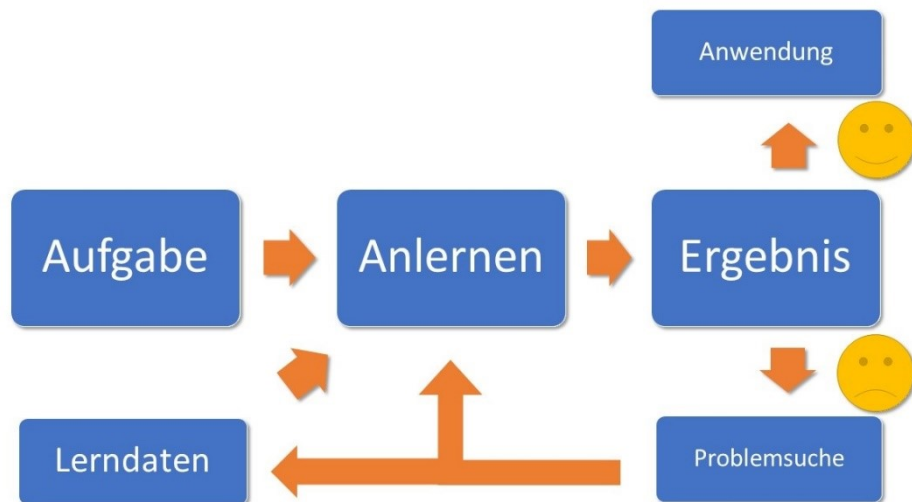 Anwendung
Aufgabe
Anlernen
Ergebnis
Lerndaten
Problemsuche